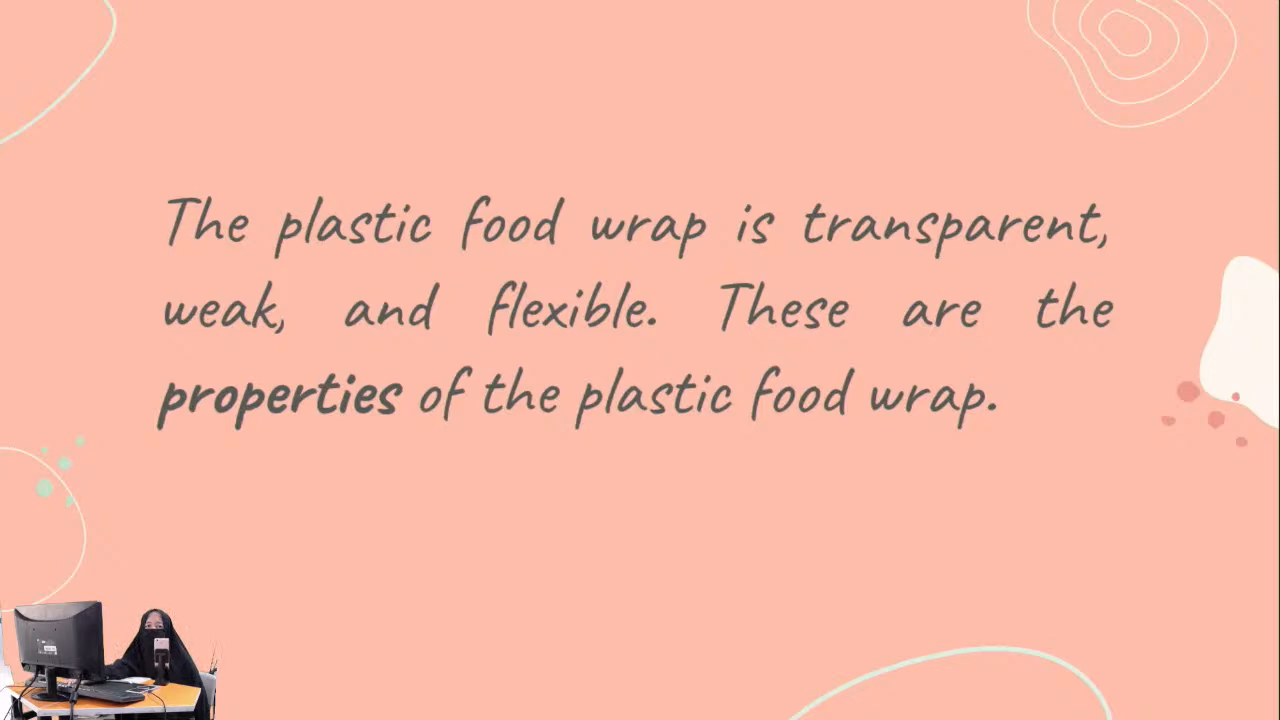 The plastic food wrap is transparent,
weak, and flexible. These are the
properties of the plastic food wrap.